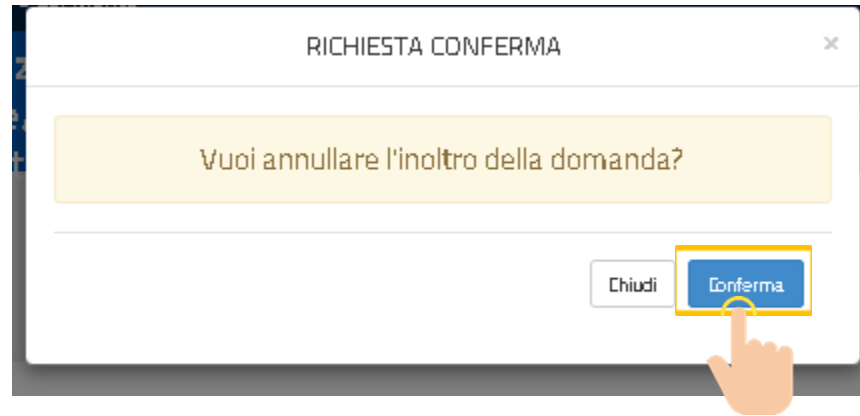 RICHIESTA CONFERMA ×
Vuoi annullare l'inoltro della domanda?
Chiudi Conferma